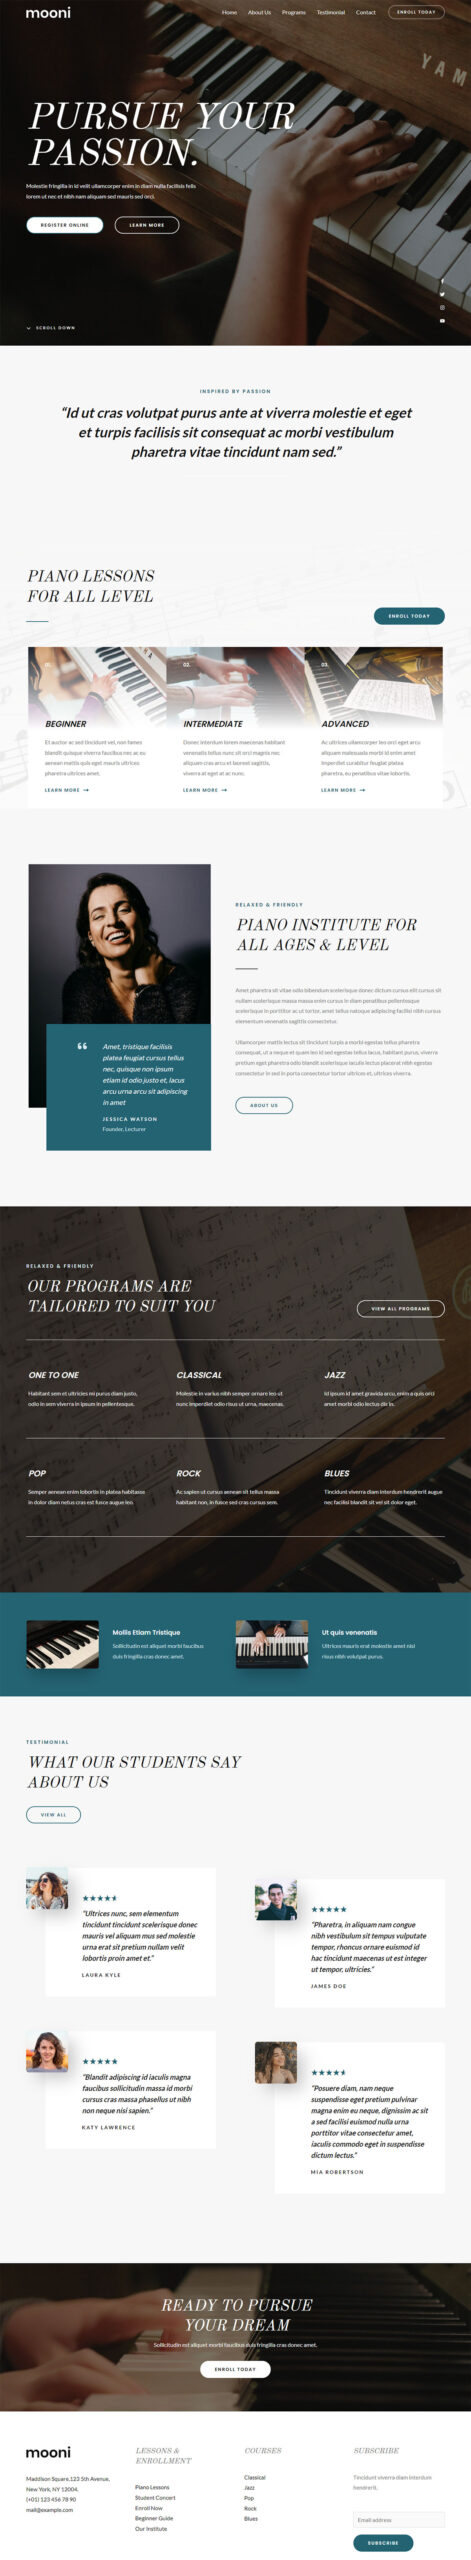 mooni
Home
About Us
Programs
Testimonial
Contact
ENROLL TODAY
YAM
PURSUE YOUR
PASSION.
Molestie fringilla in id velit ullamcorper enim in diam nulla facilisis felis
lorem ut nec et nibh nam aliquam sed mauris sed orci.
REGISTER ONLINE
LEARN MORE
SCROLL DOWN
INSPIRED BY PASSION
“Id ut cras volutpat purus ante at viverra molestie et eget
et turpis facilisis sit consequat ac morbi vestibulum
pharetra vitae tincidunt nam sed.”
PIANO LESSONS
FOR ALL LEVEL
ENROLL TODAY
01.
BEGINNER
Et auctor ac sed tincidunt vel, non fames
blandit quisque viverra faucibus nec ac eu
aenean mattis quis eget mauris ultrices
pharetra ultrices amet.
LEARN MORE
02.
INTERMEDIATE
Donec interdum lorem maecenas habitant
venenatis tellus nunc sit orci magnis nec
aliquam cras arcu et laoreet sagittis,
viverra at eget at ac nunc.
LEARN MORE
03.
ADVANCED
Ac ultrices ullamcorper leo orci eget arcu
aliquam malesuada morbi id enim amet
imperdiet curabitur feugiat platea
pharetra, eu penatibus vitae lobortis.
LEARN MORE
Amet, tristique facilisis
platea feugiat cursus tellus
nec, quisque non ipsum
etiam id odio justo et, lacus
arcu urna arcu sit adipiscing
in amet
JESSICA WATSON
Founder, Lecturer
RELAXED & FRIENDLY
PIANO INSTITUTE FOR
ALL AGES & LEVEL
Amet pharetra sit vitae odio bibendum scelerisque donec dictum cursus elit cursus sit
nullam scelerisque massa massa enim cursus in diam penatibus pellentesque
scelerisque in porttitor ac ut tortor, amet tellus natoque adipiscing facilisi nibh cursus
elementum venenatis sagittis consectetur.
Ullamcorper mattis lectus sit tincidunt turpis a morbi egestas tellus pharetra
consequat, ut a neque et quam leo id sed egestas tellus lacus, habitant purus, viverra
pretium eget pharetra odio blandit scelerisque iaculis lectus placerat nibh egestas
consectetur in sed in porta consectetur tortor ultrices et, ultrices viverra.
ABOUT US
RELAXED & FRIENDLY
OUR PROGRAMS ARE
TAILORED TO SUIT YOU
VIEW ALL PROGRAMS
ONE TO ONE
Habitant sem et ultricies mi purus diam justo,
odio in sem viverra in ipsum in pellentesque.
CLASSICAL
Molestie in varius nibh semper ornare leo ut
nunc imperdiet odio risus ut urna, maecenas.
JAZZ
Id ipsum id amet gravida arcu, enim a quis orci
amet morbi odio lectus dis in.
POP
Semper aenean enim lobortis in platea habitasse
in dolor diam netus cras est fusce augue leo.
ROCK
Ac sapien ut cursus aenean sit tellus massa
habitant non, in fusce sed cras cursus sem.
BLUES
Tincidunt viverra diam interdum hendrerit augue
nec facilisi blandit sit vel sit dolor eget.
Mollis Etiam Tristique
Sollicitudin est aliquet morbi faucibus
duis fringilla cras donec amet.
Ut quis venenatis
Ultrices mauris erat molestie amet nisl
risus nibh volutpat purus.
TESTIMONIAL
WHAT OUR STUDENTS SAY
ABOUT US
VIEW ALL
“Ultrices nunc, sem elementum
tincidunt tincidunt scelerisque donec
mauris vel aliquam mus sed molestie
urna erat sit pretium nullam velit
lobortis proin amet et.”
LAURA KYLE
“Pharetra, in aliquam nam congue
nibh vestibulum sit tempus vulputate
tempor, rhoncus ornare euismod id
hac tincidunt maecenas ut est integer
ut tempor, ultricies.”
JAMES DOE
“Blandit adipiscing id iaculis magna
faucibus sollicitudin massa id morbi
cursus cras massa phasellus ut nibh
non neque nisi sapien.”
KATY LAWRENCE
“Posuere diam, nam neque
suspendisse eget pretium pulvinar
magna enim eu neque, dignissim ac sit
a sed facilisi euismod nulla urna
porttitor vitae consectetur amet,
iaculis commodo eget in suspendisse
dictum lectus.”
MIA ROBERTSON
READY TO PURSUE
YOUR DREAM
Sollicitudin est aliquet morbi faucibus duis fringilla cras donec amet.
ENROLL TODAY
mooni
Maddison Square,123 5th Avenue,
New York, NY 12004.
(+01) 123 456 78 90
mail@example.com
LESSONS &
ENROLLMENT
Piano Lessons
Student Concert
Enroll Now
Beginner Guide
Our Institute
COURSES
Classical
Jazz
Pop
Rock
Blues
SUBSCRIBE
Tincidunt viverra diam interdum
hendrerit.
Email address
SUBSCRIBE